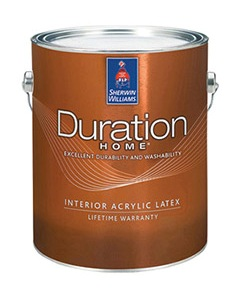 SHERWIN
WILLIAMS
Duration
HOME®
EXCELLENT DURABILITY AND WASHABILITY
INTERIOR ACRYLIC LATEX
LIFETIME WARRANTY